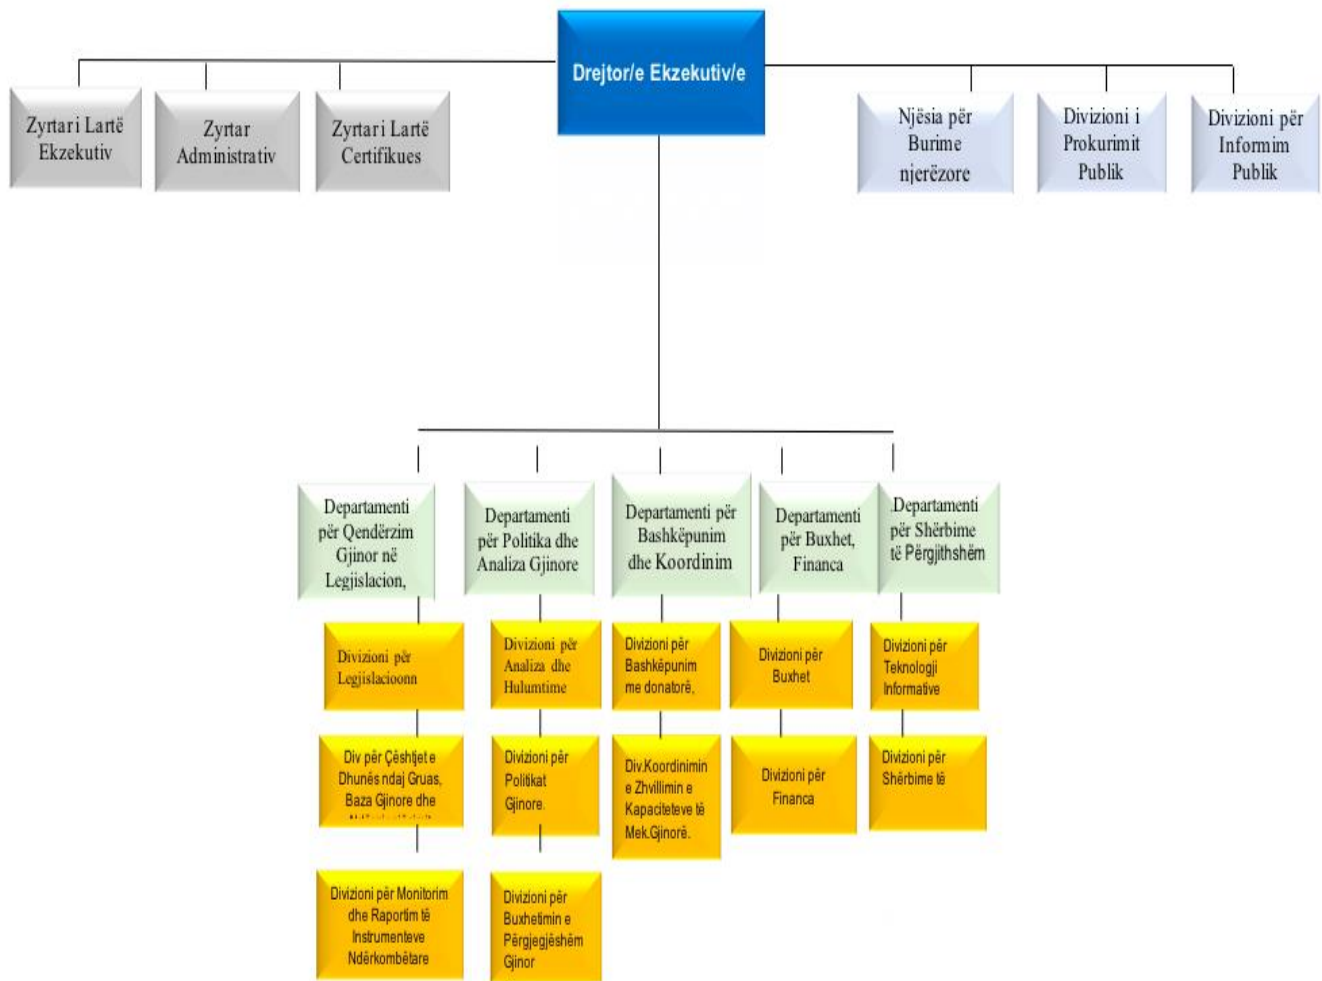 Drejtor/e Ekzekutiv/e
Zyrtari Lartë
Ekzekutiv
Zyrtar
Administrativ
Zyrtari Lartë
Certifikues
Njësia për
Burime
njerëzore
Divizioni i
Prokurimit
Publik
Divizioni për
Informim
Publik
Departamenti
për Qendërzim
Gjinor në
Legjislacion,
Departamenti
për Politika dhe
Analiza Gjinore
Departamenti për
Bashkëpunim
dhe Koordinim
Departamenti
për Buxhet,
Financa
Departamenti
për Shërbime
të Përgjithshëm
Divizioni për
Legjislacioonn
Divizioni për
Analiza dhe
Hulumtime
Divizioni për
Bashkëpunim
me donatorë,
Divizioni për
Buxhet
Divizioni për
Teknologji
Informative
Div për Çështjet e
Dhunës ndaj Gruas,
Baza Gjinore dhe
Divizioni për
Politikat
Gjinore.
Div.Koordinimin
e Zhvillimin e
Kapaciteteve të
Mek.Gjinorë.
Divizioni për
Financa
Divizioni për
Shërbime të
Divizioni për Monitorim
dhe Raportim të
Instrumenteve
Ndërkombëtare
Divizioni për
Buxhetimin e
Përgjegjëshëm
Gjinor